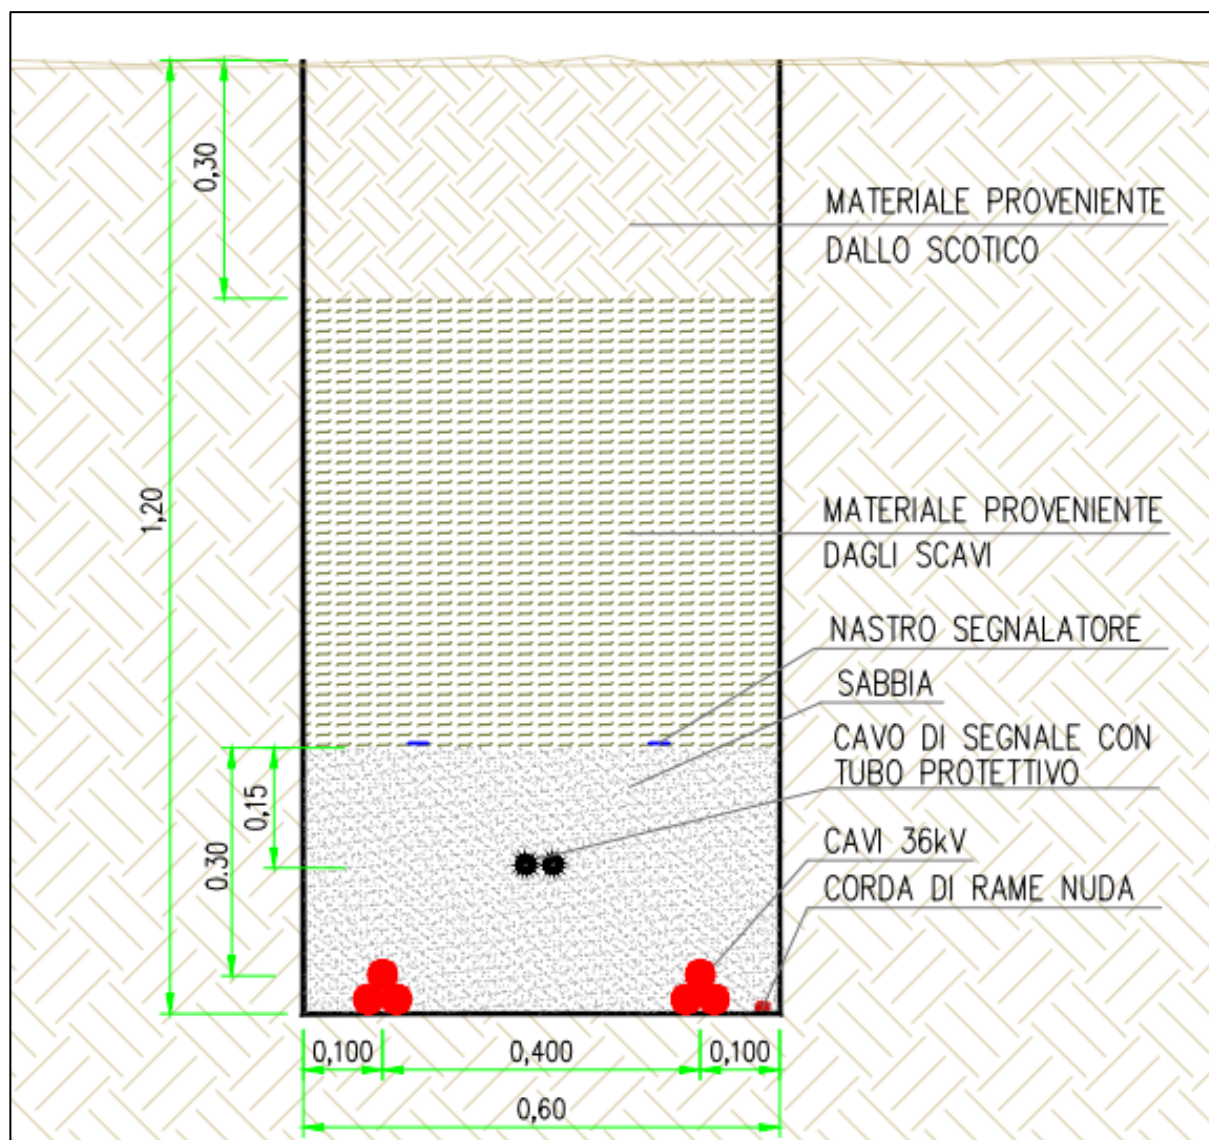 0,30
MATERIALE PROVENIENTE
DALLO SCOTICO
1,20
MATERIALE PROVENIENTE
DAGLI SCAVI
NASTRO SEGNALATORE
SABBIA
CAVO DI SEGNALE CON
TUBO PROTETTIVO
0,15
0.30
CAVI 36kV
CORDA DI RAME NUDA
0,100
0,400
0,100
0,60